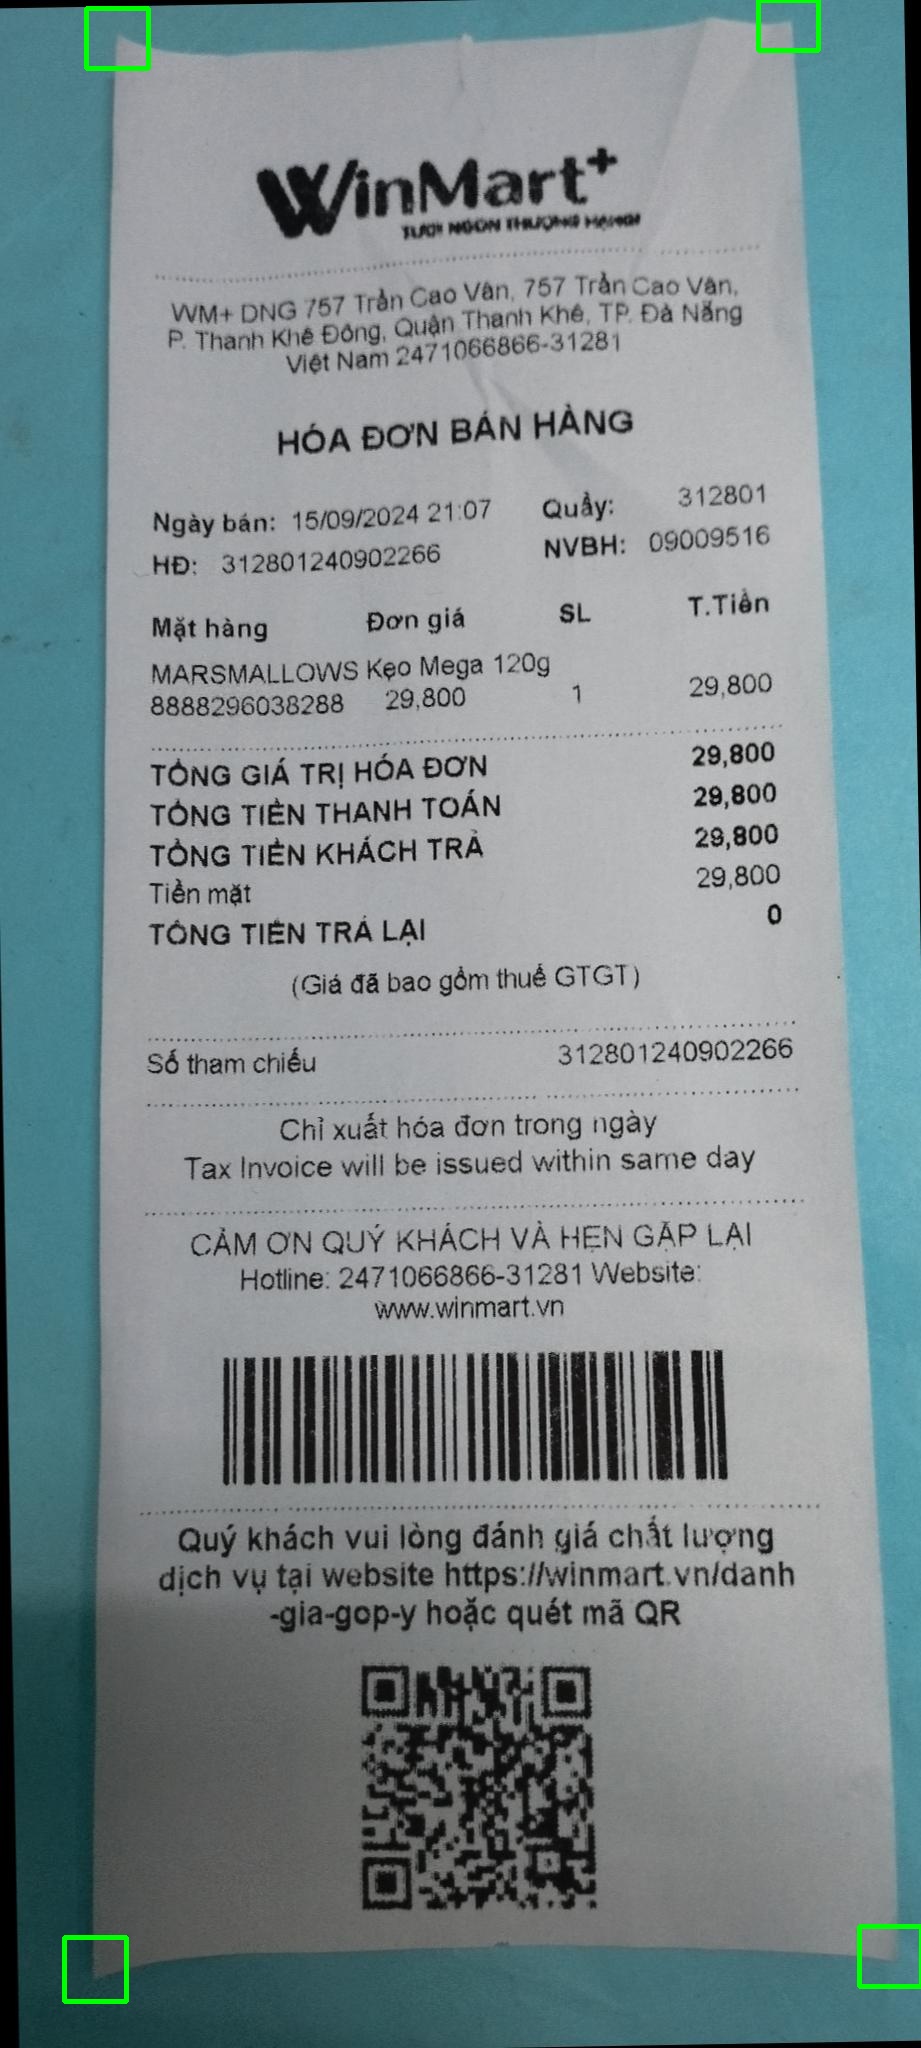 WinMart+
TƯƠI NGON THƯỢNG HẠNG
WM+ DNG 757 Trần Cao Vân, 757 Trần Cao Vân,
P. Thanh Khê Đông, Quận Thanh Khê, TP. Đà Nẵng
Việt Nam 2471066866-31281
HÓA ĐƠN BÁN HÀNG
Ngày bán: 15/09/2024 21:07 Quầy: 312801
HĐ: 312801240902266 NVBH: 09009516
Mặt hàng Đơn giá SL T.Tiền
MARSMALLOWS Kẹo Mega 120g
8888296038288 29,800 1 29,800
TỔNG GIÁ TRỊ HÓA ĐƠN 29,800
TỔNG TIỀN THANH TOÁN 29,800
TỔNG TIỀN KHÁCH TRẢ 29,800
Tiền mặt 29,800
TỔNG TIỀN TRẢ LẠI 0
(Giá đã bao gồm thuế GTGT)
Số tham chiếu 312801240902266
Chỉ xuất hóa đơn trong ngày
Tax Invoice will be issued within same day
CẢM ƠN QUÝ KHÁCH VÀ HẸN GẶP LẠI
Hotline: 2471066866-31281 Website:
www.winmart.vn
Quý khách vui lòng đánh giá chất lượng
dịch vụ tại website https://winmart.vn/danh
-gia-gop-y hoặc quét mã QR